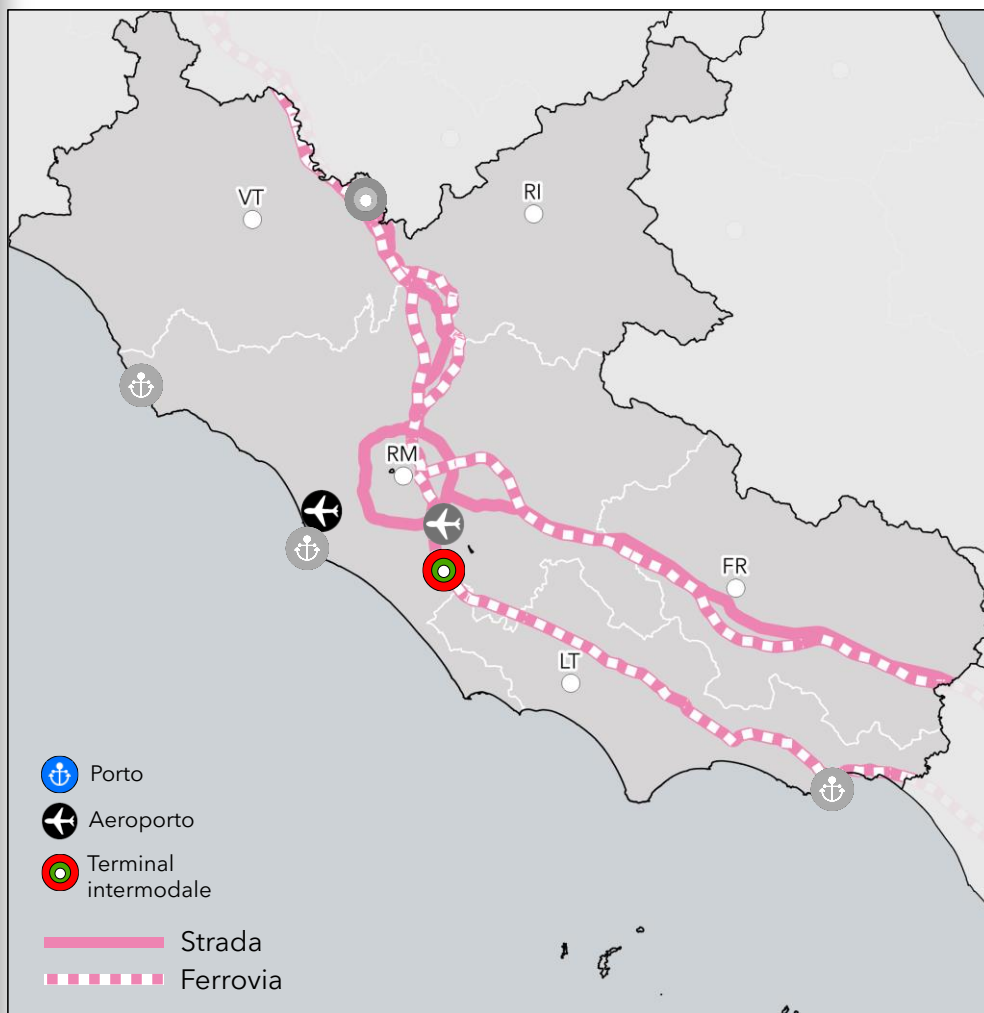 VT
RI
RM
FR
LT
Porto
Aeroporto
Terminal
intermodale
Strada
Ferrovia